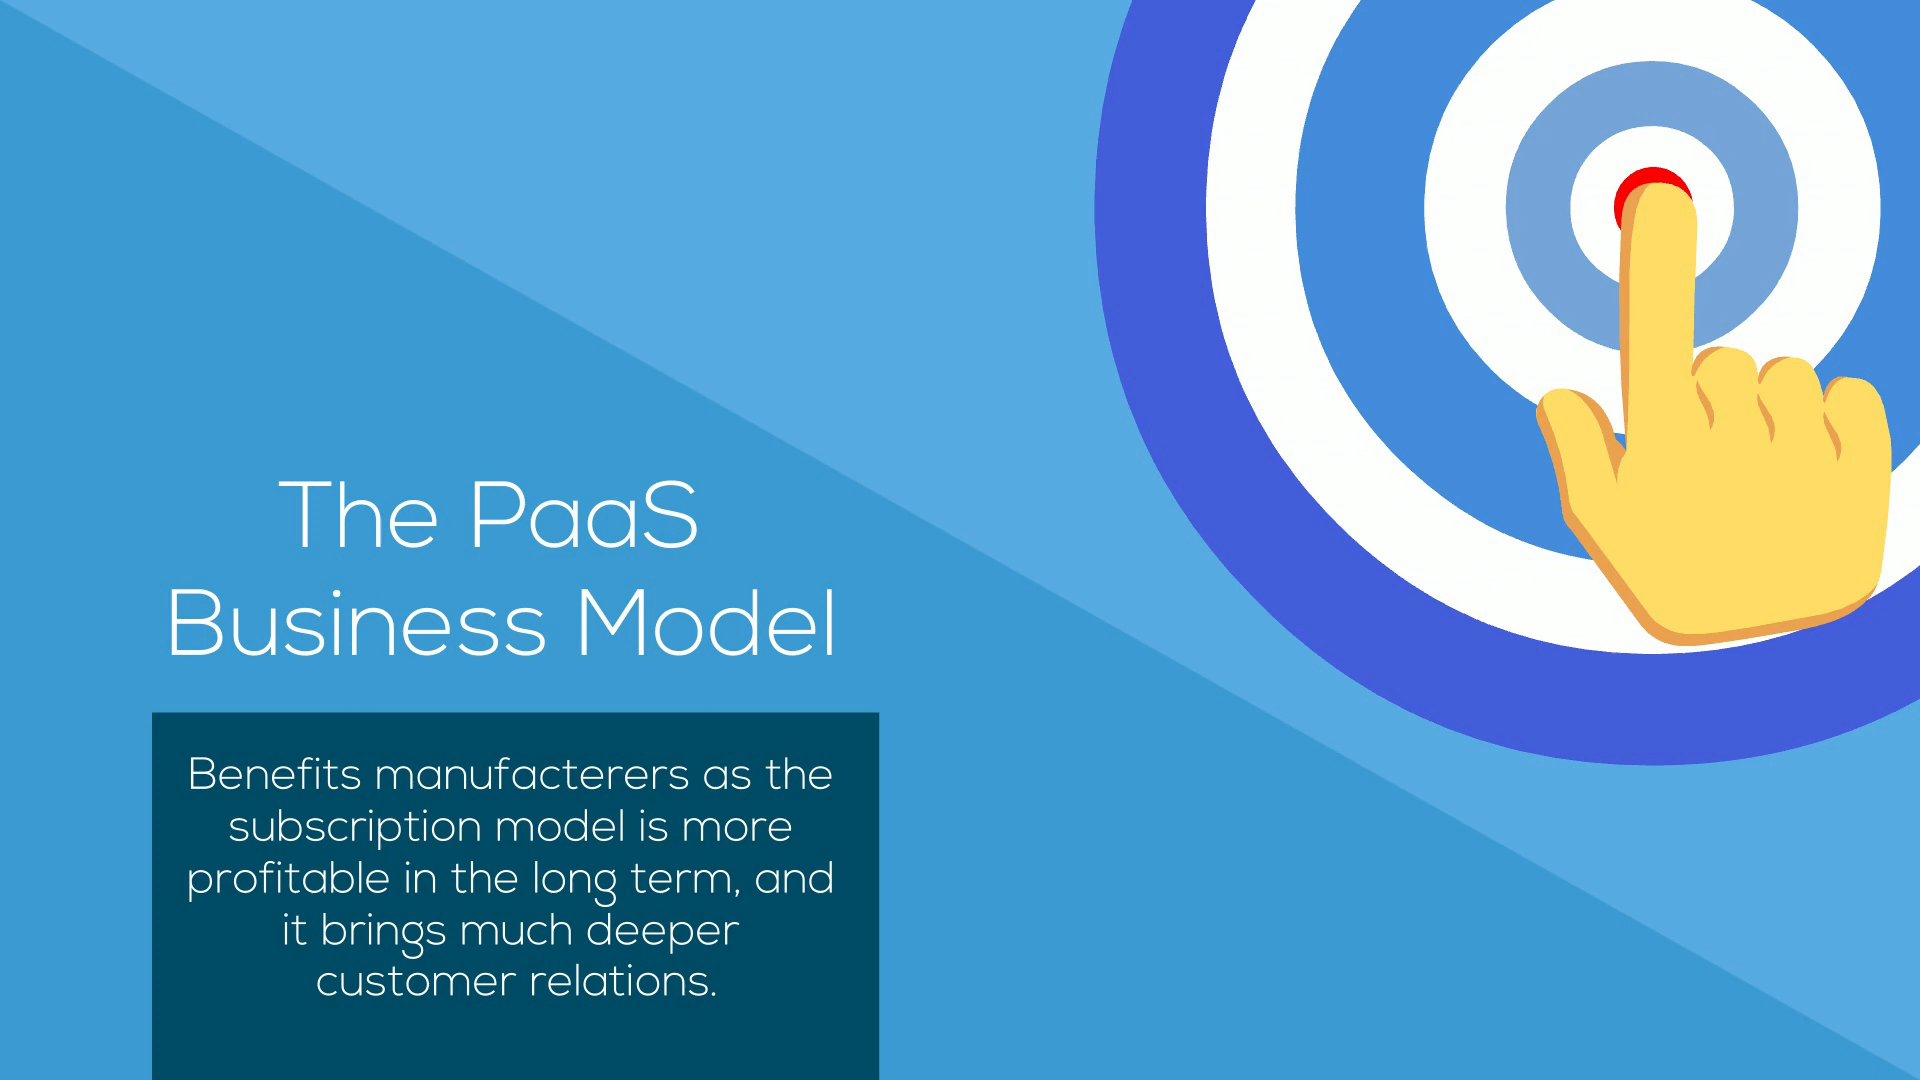 The PaaS
Business Model
Benefits manufacterers as the
subscription model is more
profitable in the long term, and
it brings much deeper
customer relations.